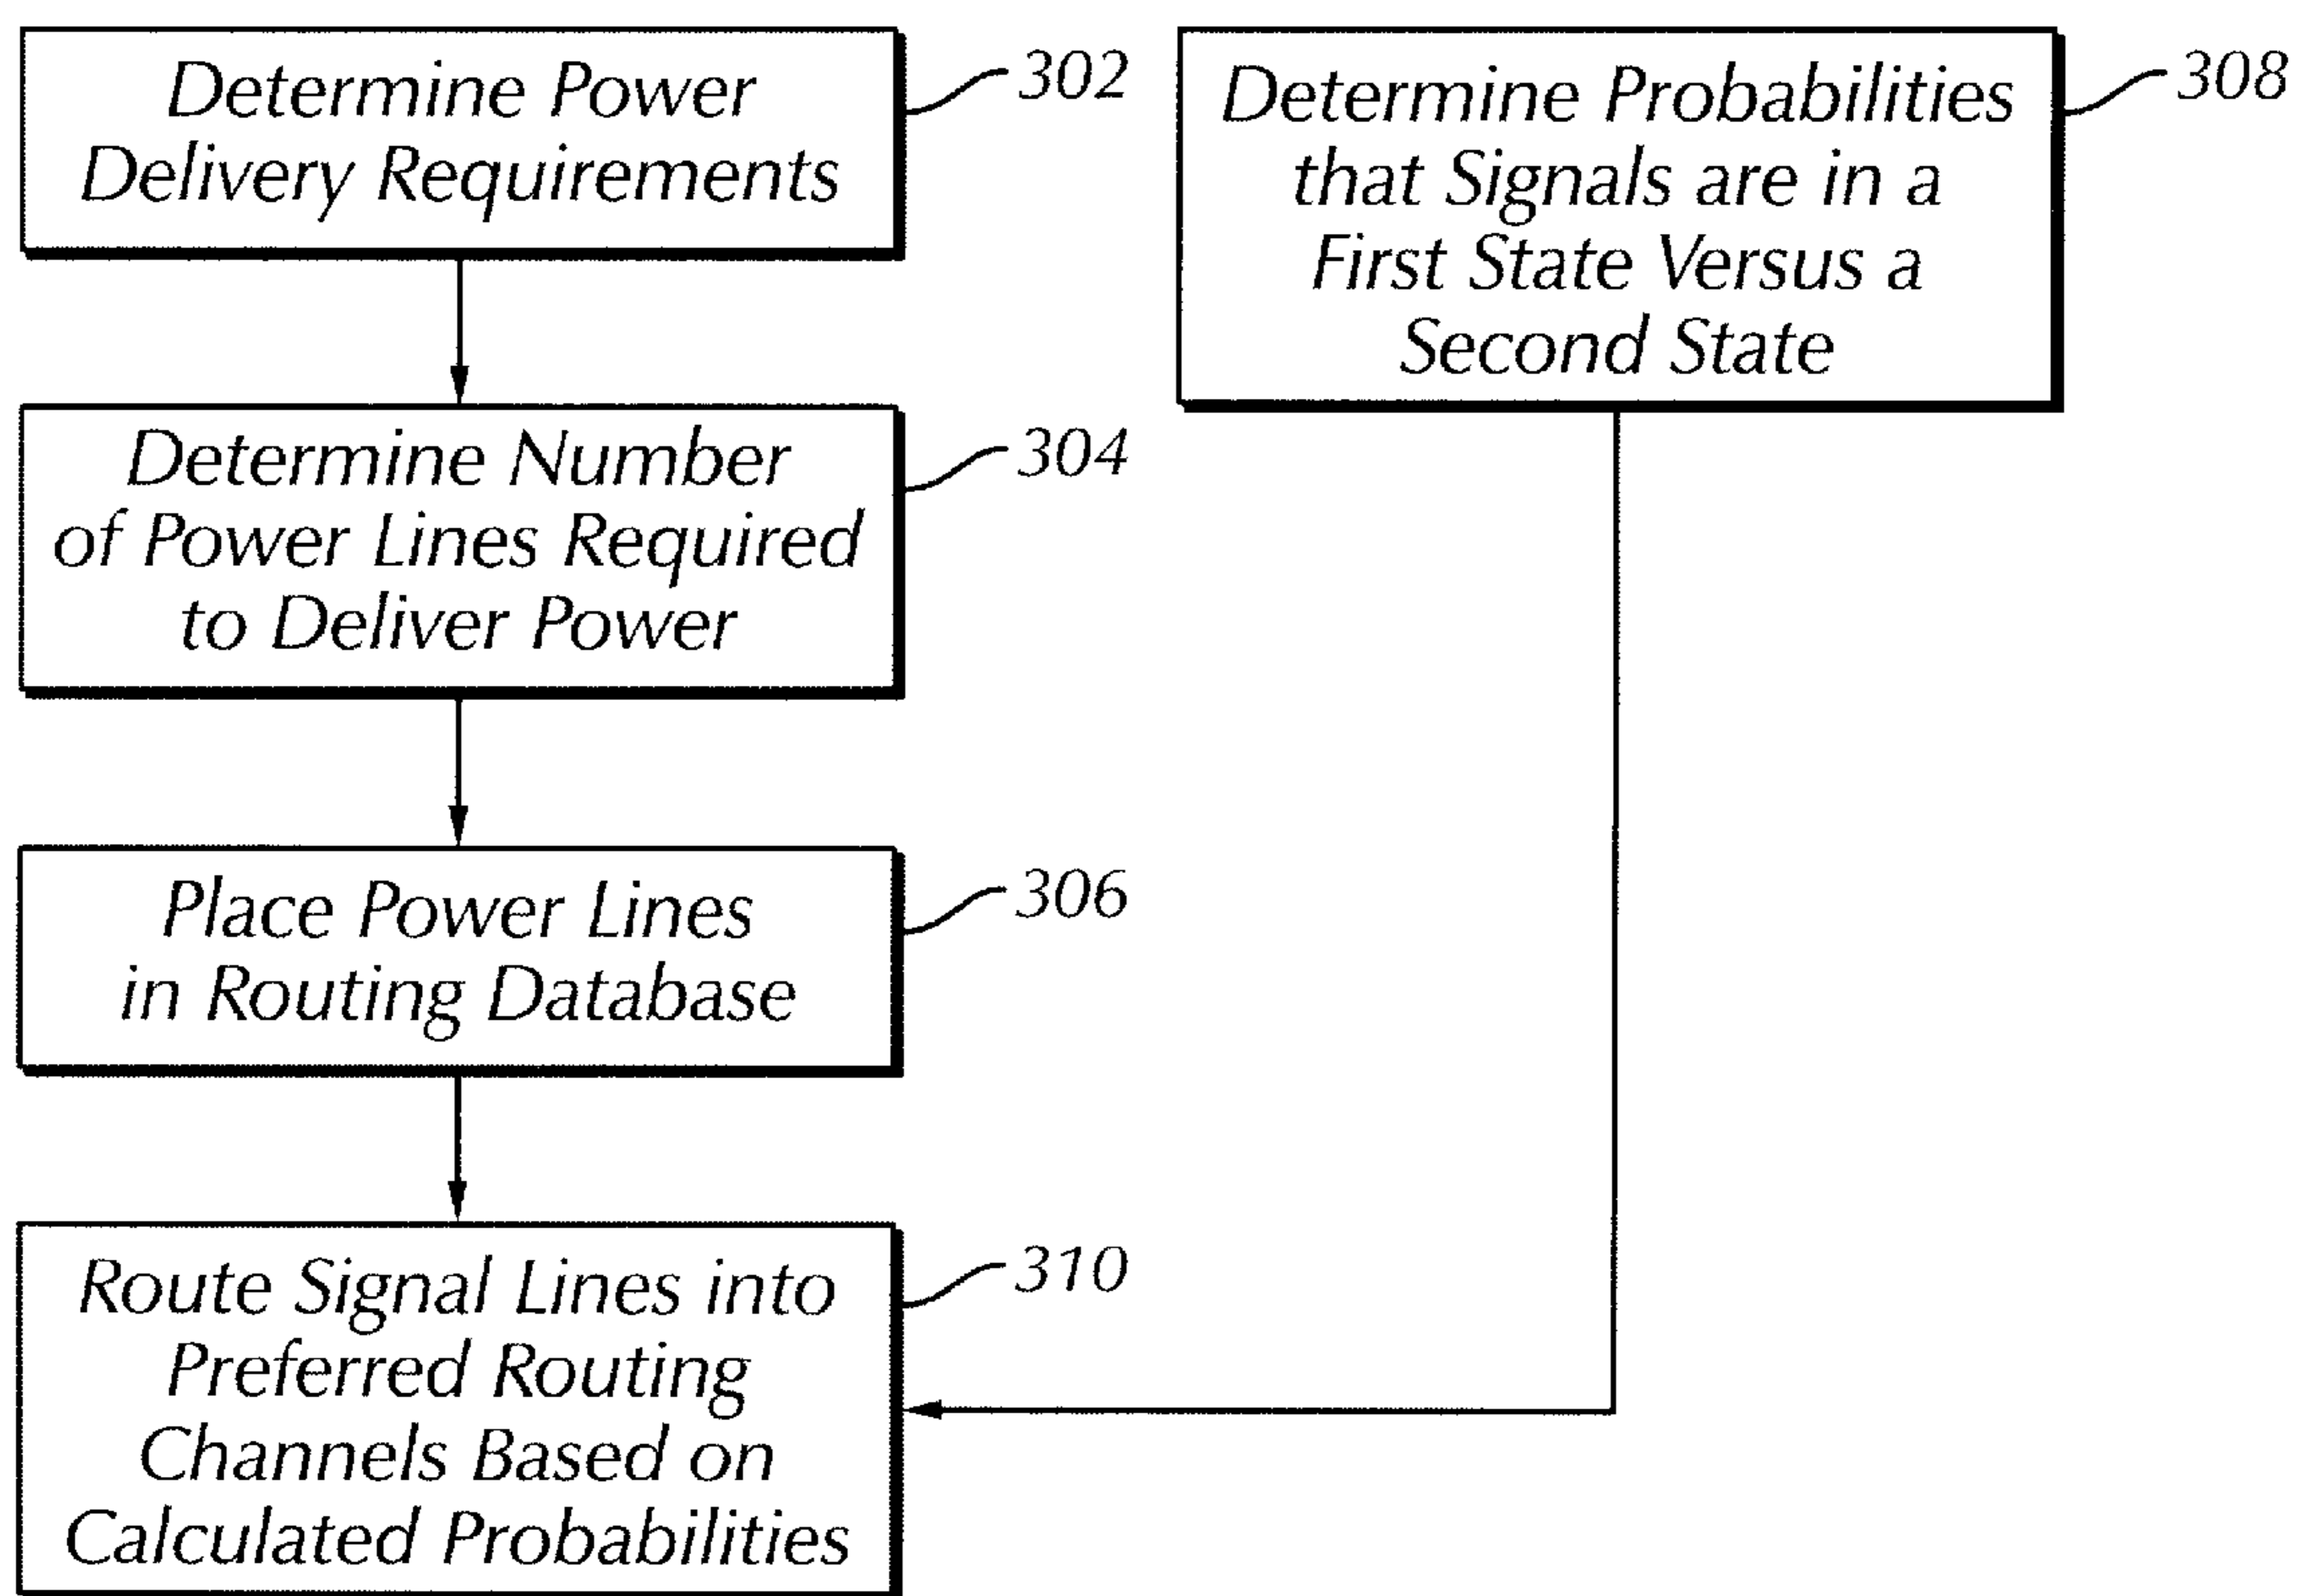 Determine Power
Delivery Requirements
302
Determine Number
of Power Lines Required
to Deliver Power
304
Place Power Lines
in Routing Database
306
Determine Probabilities
that Signals are in a
First State Versus a
Second State
308
Route Signal Lines into
Preferred Routing
Channels Based on
Calculated Probabilities
310